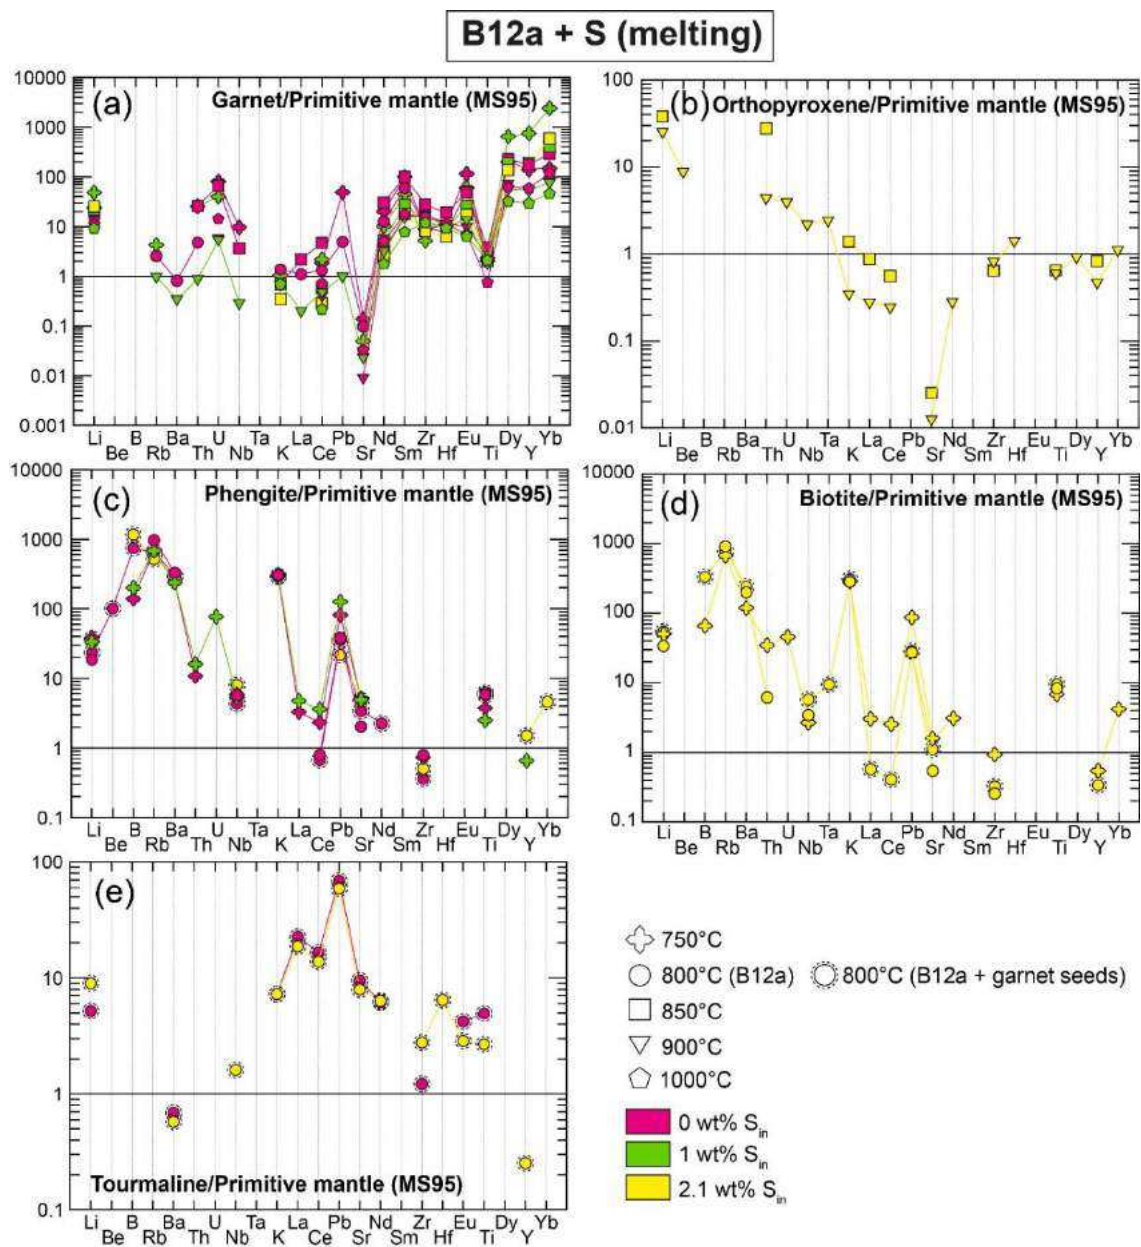 B12a + S (melting)
(a)
Garnet/Primitive mantle (MS95)
10000
1000
100
10
1
0.1
0.01
0.001
Li B Ba U Ta La Pb Nd Zr Eu Dy Yb
Be Rb Th Nb K Ce Sr Sm Hf Ti Y
(b)
Orthopyroxene/Primitive mantle (MS95)
100
10
1
0.1
0.01
Li B Ba U Ta La Pb Nd Zr Eu Dy Yb
Be Rb Th Nb K Ce Sr Sm Hf Ti Y
(c)
Phengite/Primitive mantle (MS95)
10000
1000
100
10
1
0.1
Li B Ba U Ta La Pb Nd Zr Eu Dy Yb
Be Rb Th Nb K Ce Sr Sm Hf Ti Y
(d)
Biotite/Primitive mantle (MS95)
10000
1000
100
10
1
0.1
Li B Ba U Ta La Pb Nd Zr Eu Dy Yb
Be Rb Th Nb K Ce Sr Sm Hf Ti Y
(e)
100
10
1
0.1
Tourmaline/Primitive mantle (MS95)
Li B Ba U Ta La Pb Nd Zr Eu Dy Yb
Be Rb Th Nb K Ce Sr Sm Hf Ti Y
750°C
800°C (B12a) 800°C (B12a + garnet seeds)
850°C
900°C
1000°C
0 wt% Sin
1 wt% Sin
2.1 wt% Sin